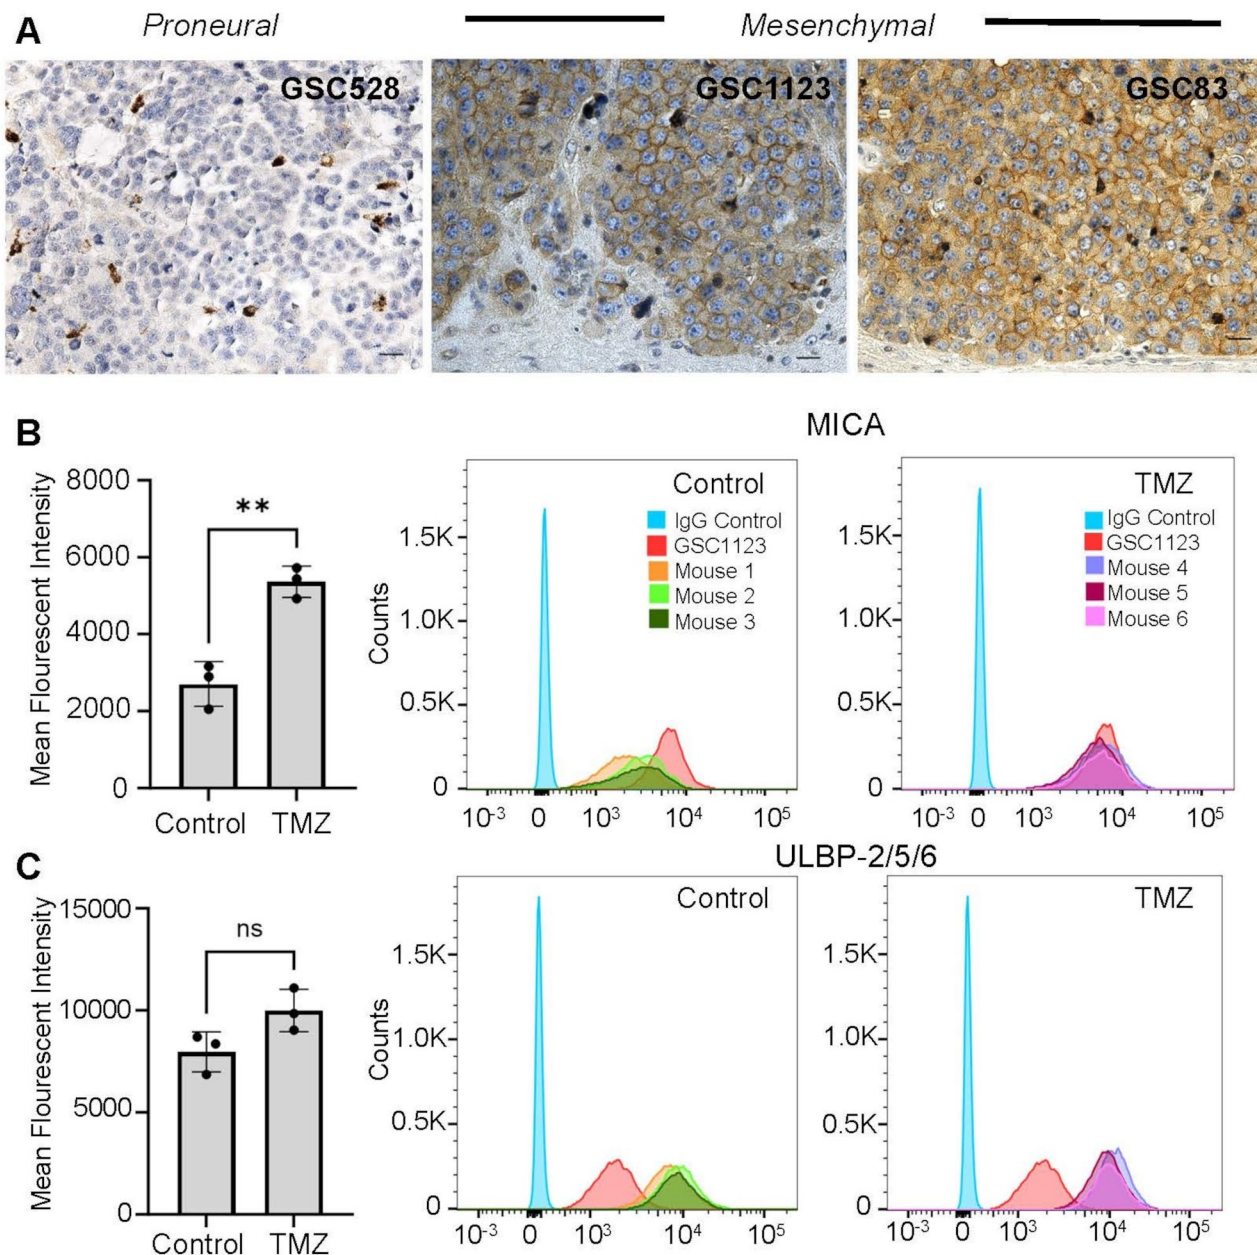 A
Proneural
Mesenchymal
GSC528
GSC1123
GSC83
B
MICA
Mean Flourescent Intensity
8000
6000
4000
2000
0
**
Control
TMZ
Counts
1.5K
1.0K
0.5K
0
Control
IgG Control
GSC1123
Mouse 1
Mouse 2
Mouse 3
10-3
0
10³
10⁴
10⁵
TMZ
IgG Control
GSC1123
Mouse 4
Mouse 5
Mouse 6
1.5K
1.0K
0.5K
0
10-3
0
10³
10⁴
10⁵
C
ULBP-2/5/6
Mean Flourescent Intensity
15000
10000
5000
0
ns
Control
TMZ
Counts
1.5K
1.0K
0.5K
0
Control
10-3
0
10³
10⁴
10⁵
TMZ
1.5K
1.0K
0.5K
0
10-3
0
10³
10⁴
10⁵